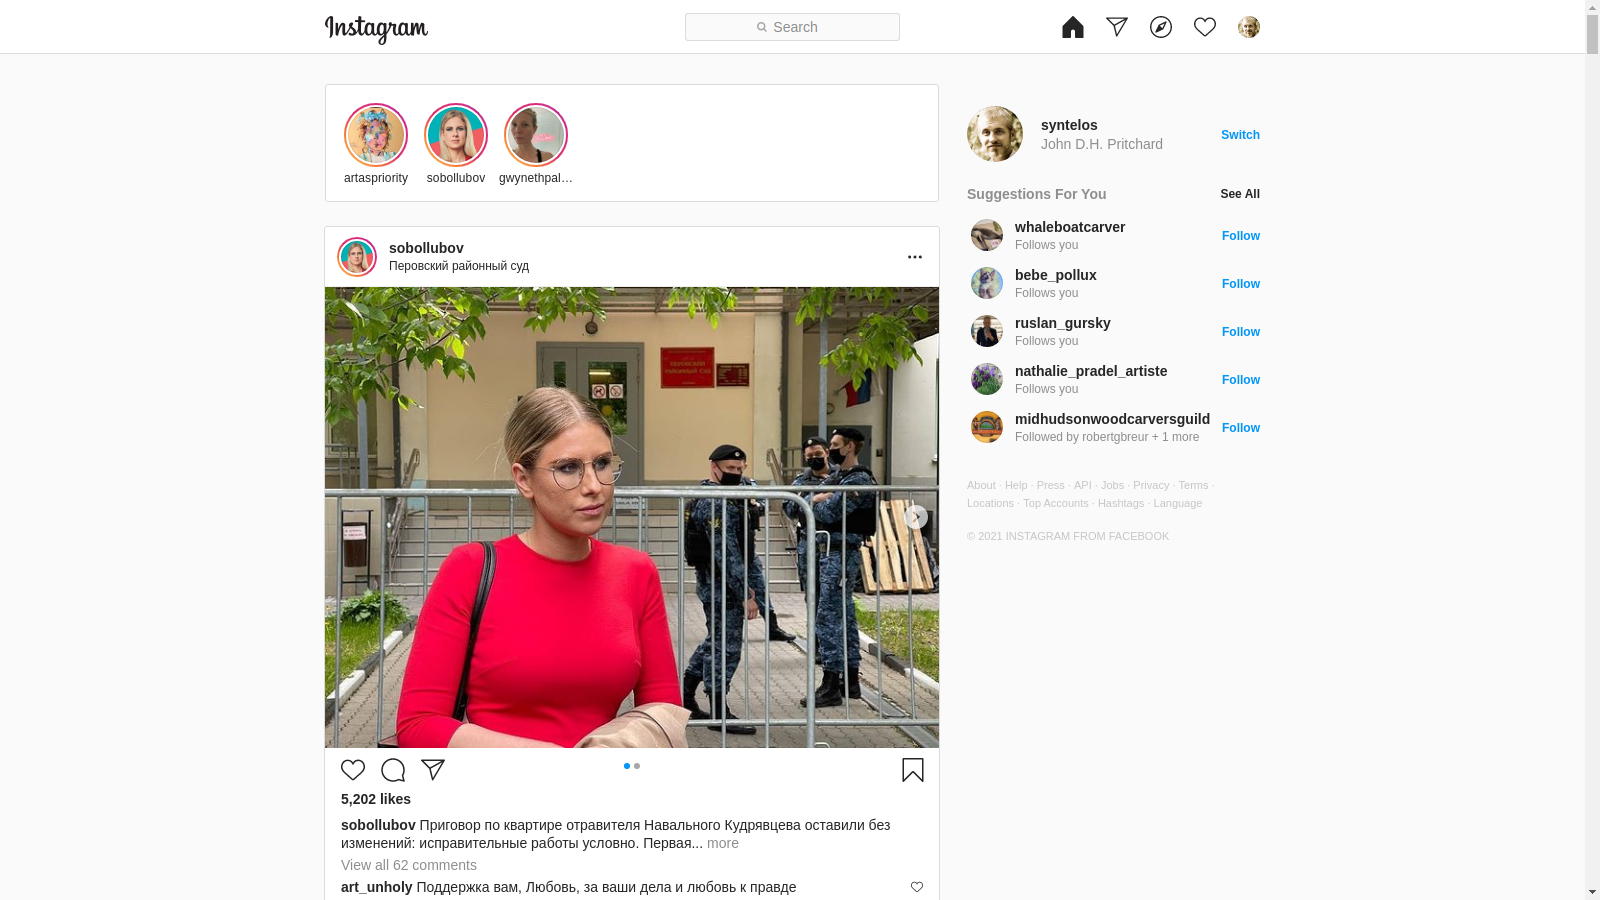 Instagram
Search
artaspriority
sobollubov
gwynethpal...
syntelos
John D.H. Pritchard
Switch
Suggestions For You
See All
whaleboatcarver
Follows you
Follow
bebe_pollux
Follows you
Follow
ruslan_gursky
Follows you
Follow
nathalie_pradel_artiste
Follows you
Follow
midhudsonwoodcarversguild
Followed by robertgbreur + 1 more
Follow
About · Help · Press · API · Jobs · Privacy · Terms ·
Locations · Top Accounts · Hashtags · Language
© 2021 INSTAGRAM FROM FACEBOOK
sobollubov
Перовский районный суд
ПЕРОВСКИЙ
РАЙОННЫЙ СУД
5,202 likes
sobollubov Приговор по квартире отравителя Навального Кудрявцева оставили без
изменений: исправительные работы условно. Первая... more
View all 62 comments
art_unholy Поддержка вам, Любовь, за ваши дела и любовь к правде